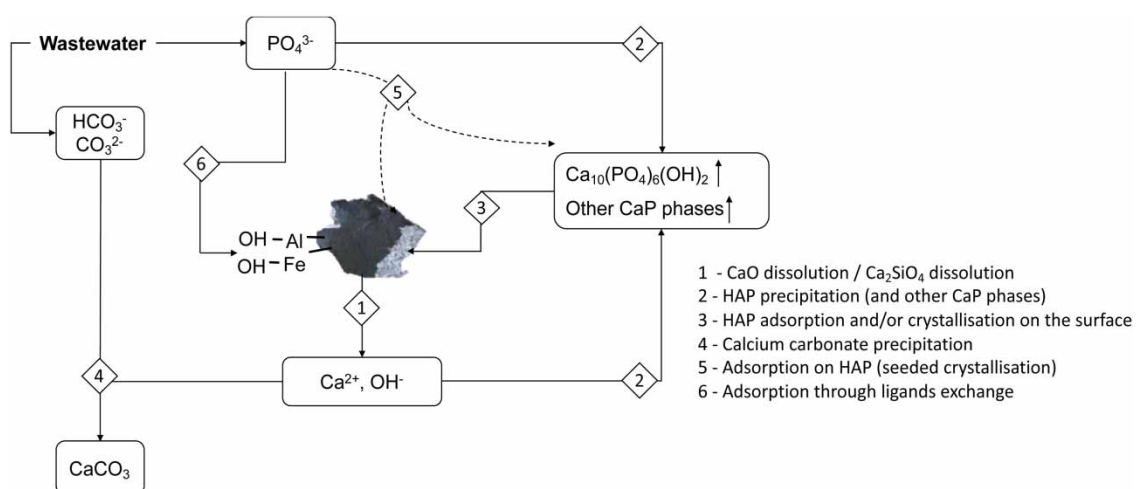 Wastewater
PO₄³⁻
2
5
HCO₃⁻
CO₃²⁻
6
Ca₁₀(PO₄)₆(OH)₂ ↑
Other CaP phases ↑
3
OH – Al
OH – Fe
1
4
Ca²⁺, OH⁻
2
CaCO₃
1 - CaO dissolution / Ca₂SiO₄ dissolution
2 - HAP precipitation (and other CaP phases)
3 - HAP adsorption and/or crystallisation on the surface
4 - Calcium carbonate precipitation
5 - Adsorption on HAP (seeded crystallisation)
6 - Adsorption through ligands exchange